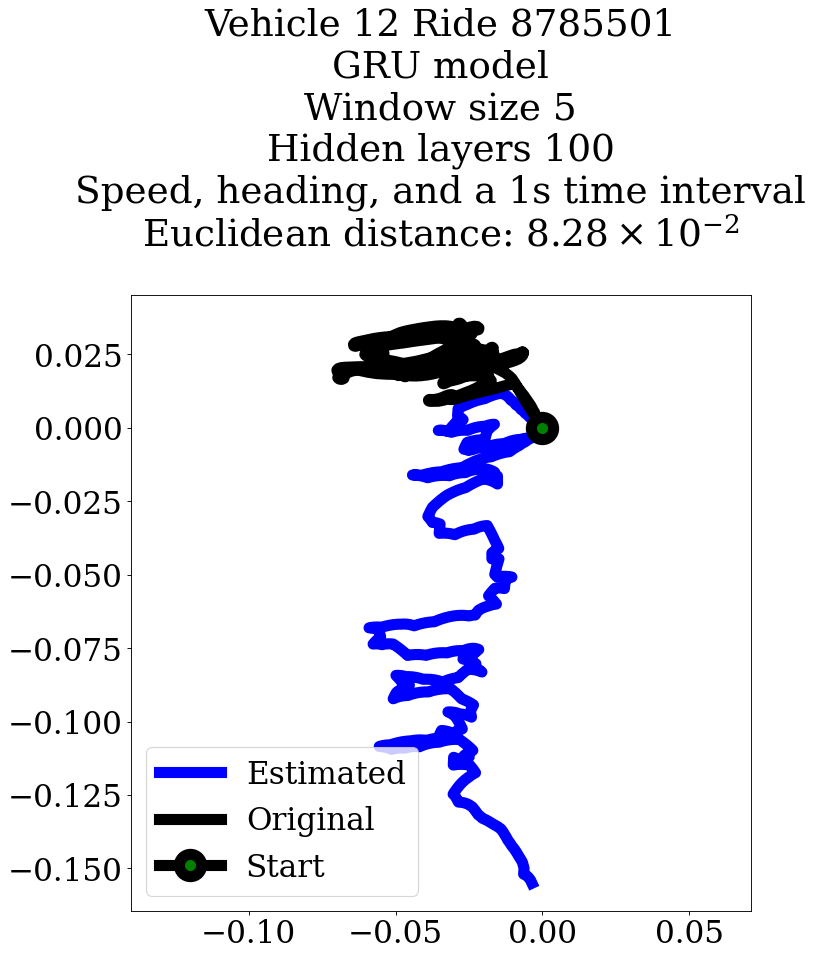 Vehicle 12 Ride 8785501
GRU model
Window size 5
Hidden layers 100
Speed, heading, and a 1s time interval
Euclidean distance: 8.28 × 10⁻²
0.025
0.000
−0.025
−0.050
−0.075
−0.100
−0.125
−0.150
Estimated
Original
Start
−0.10
−0.05
0.00
0.05